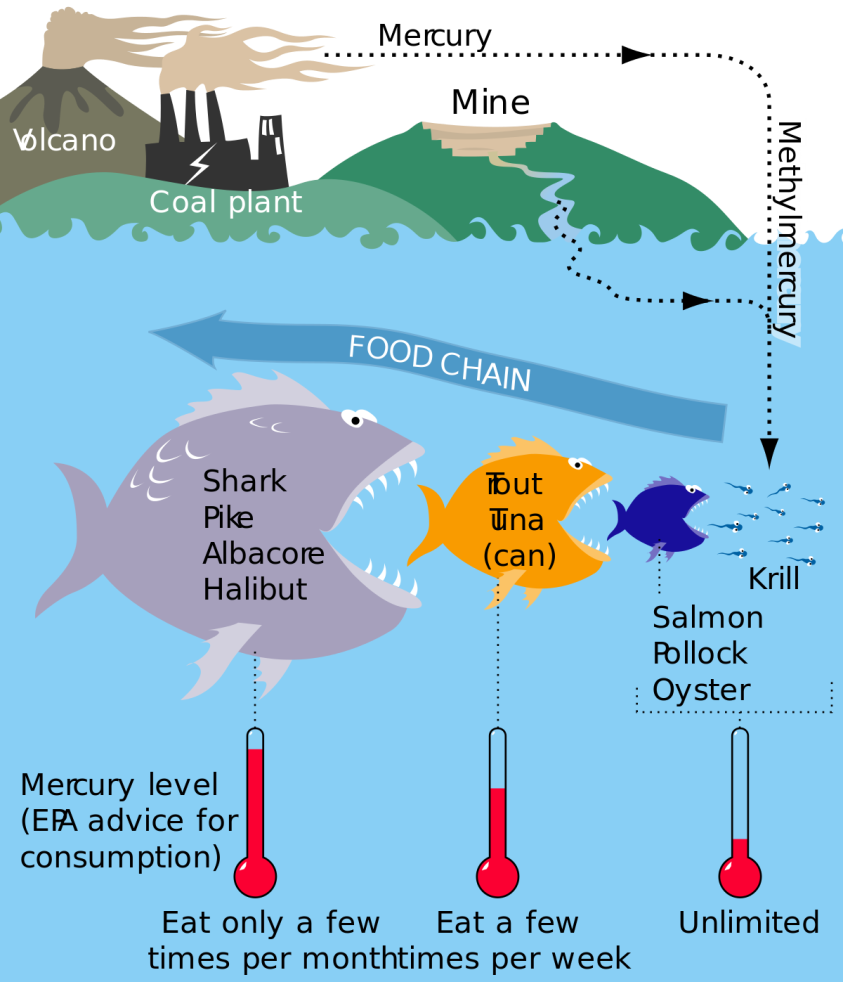 Mercury
Mine
Volcano
Coal plant
Methylmercury
FOOD CHAIN
Shark
Pike
Albacore
Halibut
Trout
Tuna
(can)
Krill
Salmon
Pollock
Oyster
Mercury level
(EPA advice for
consumption)
Eat only a few
times per month
Eat a few
times per week
Unlimited